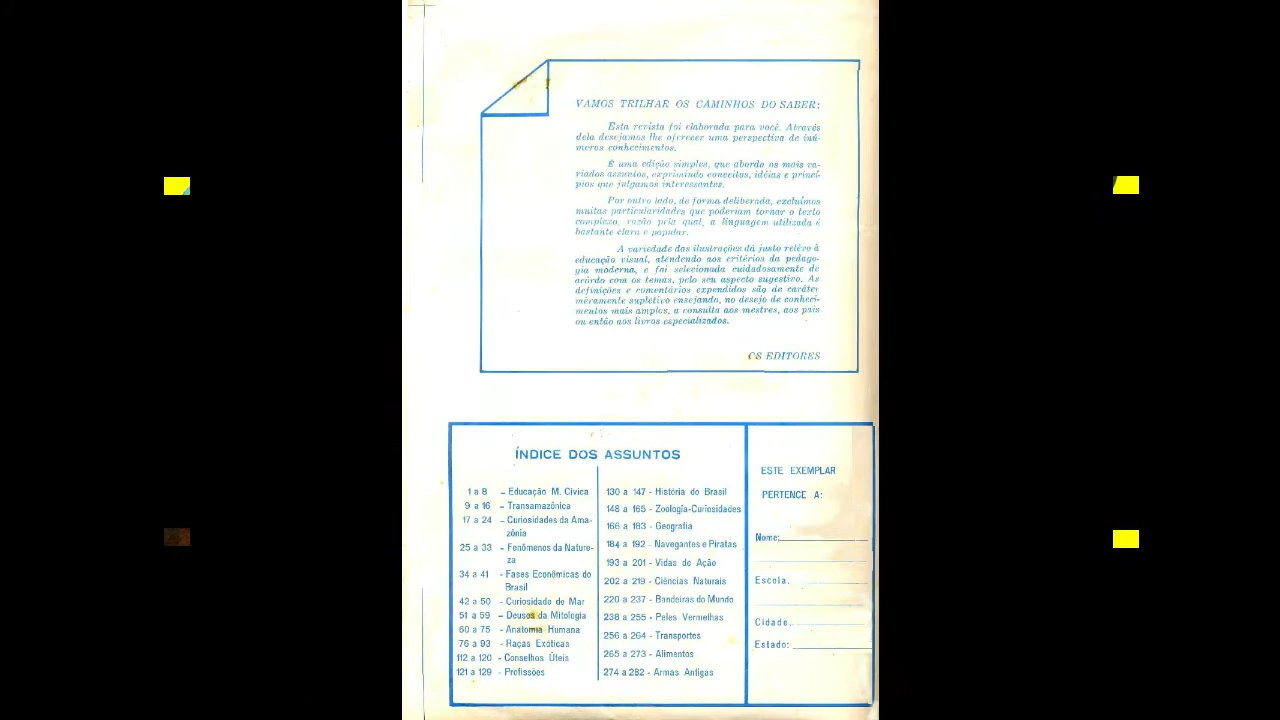 VAMOS TRILHAR OS CAMINHOS DO SABER:
Esta revista foi elaborada para você. Através
dela desejamos lhe oferecer uma perspectiva de inú-
meros conhecimentos.
É uma edição simples, que aborda os mais va-
riados assuntos, exprimindo conceitos, idéias e princí-
pios que julgamos interessantes.
Por outro lado, de forma deliberada, excluímos
muitas particularidades que poderiam tornar o texto
complexo, razão pela qual, a linguagem utilizada é
bastante clara e popular.
A variedade das ilustrações dá justo relêvo à
educação visual, atendendo aos critérios da pedago-
gia moderna, e foi selecionada cuidadosamente de
acôrdo com os temas, pelo seu aspecto sugestivo. As
definições e comentários expendidos são de caráter
mèramente supletivo ensejando, no desejo de conheci-
mentos mais amplos, a consulta aos mestres, aos pais
ou então aos livros especializados.
OS EDITORES
ÍNDICE DOS ASSUNTOS
1 a 8 – Educação M. Cívica
9 a 16 – Transamazônica
17 a 24 – Curiosidades da Ama-
zônia
25 a 33 – Fenômenos da Nature-
za
34 a 41 - Fases Econômicas do
Brasil
42 a 50 - Curiosidade do Mar
51 a 59 – Deuses da Mitologia
60 a 75 - Anatomia Humana
76 a 93 - Raças Exóticas
112 a 120 - Conselhos Úteis
121 a 129 - Profissões
130 a 147 - História do Brasil
148 a 165 - Zoologia-Curiosidades
166 a 183 - Geografia
184 a 192 - Navegantes e Piratas
193 a 201 - Vidas de Ação
202 a 219 - Ciências Naturais
220 a 237 - Bandeiras do Mundo
238 a 255 - Peles Vermelhas
256 a 264 - Transportes
265 a 273 - Alimentos
274 a 282 - Armas Antigas
ESTE EXEMPLAR
PERTENCE A:
Nome:
Escola.
Cidade.
Estado: